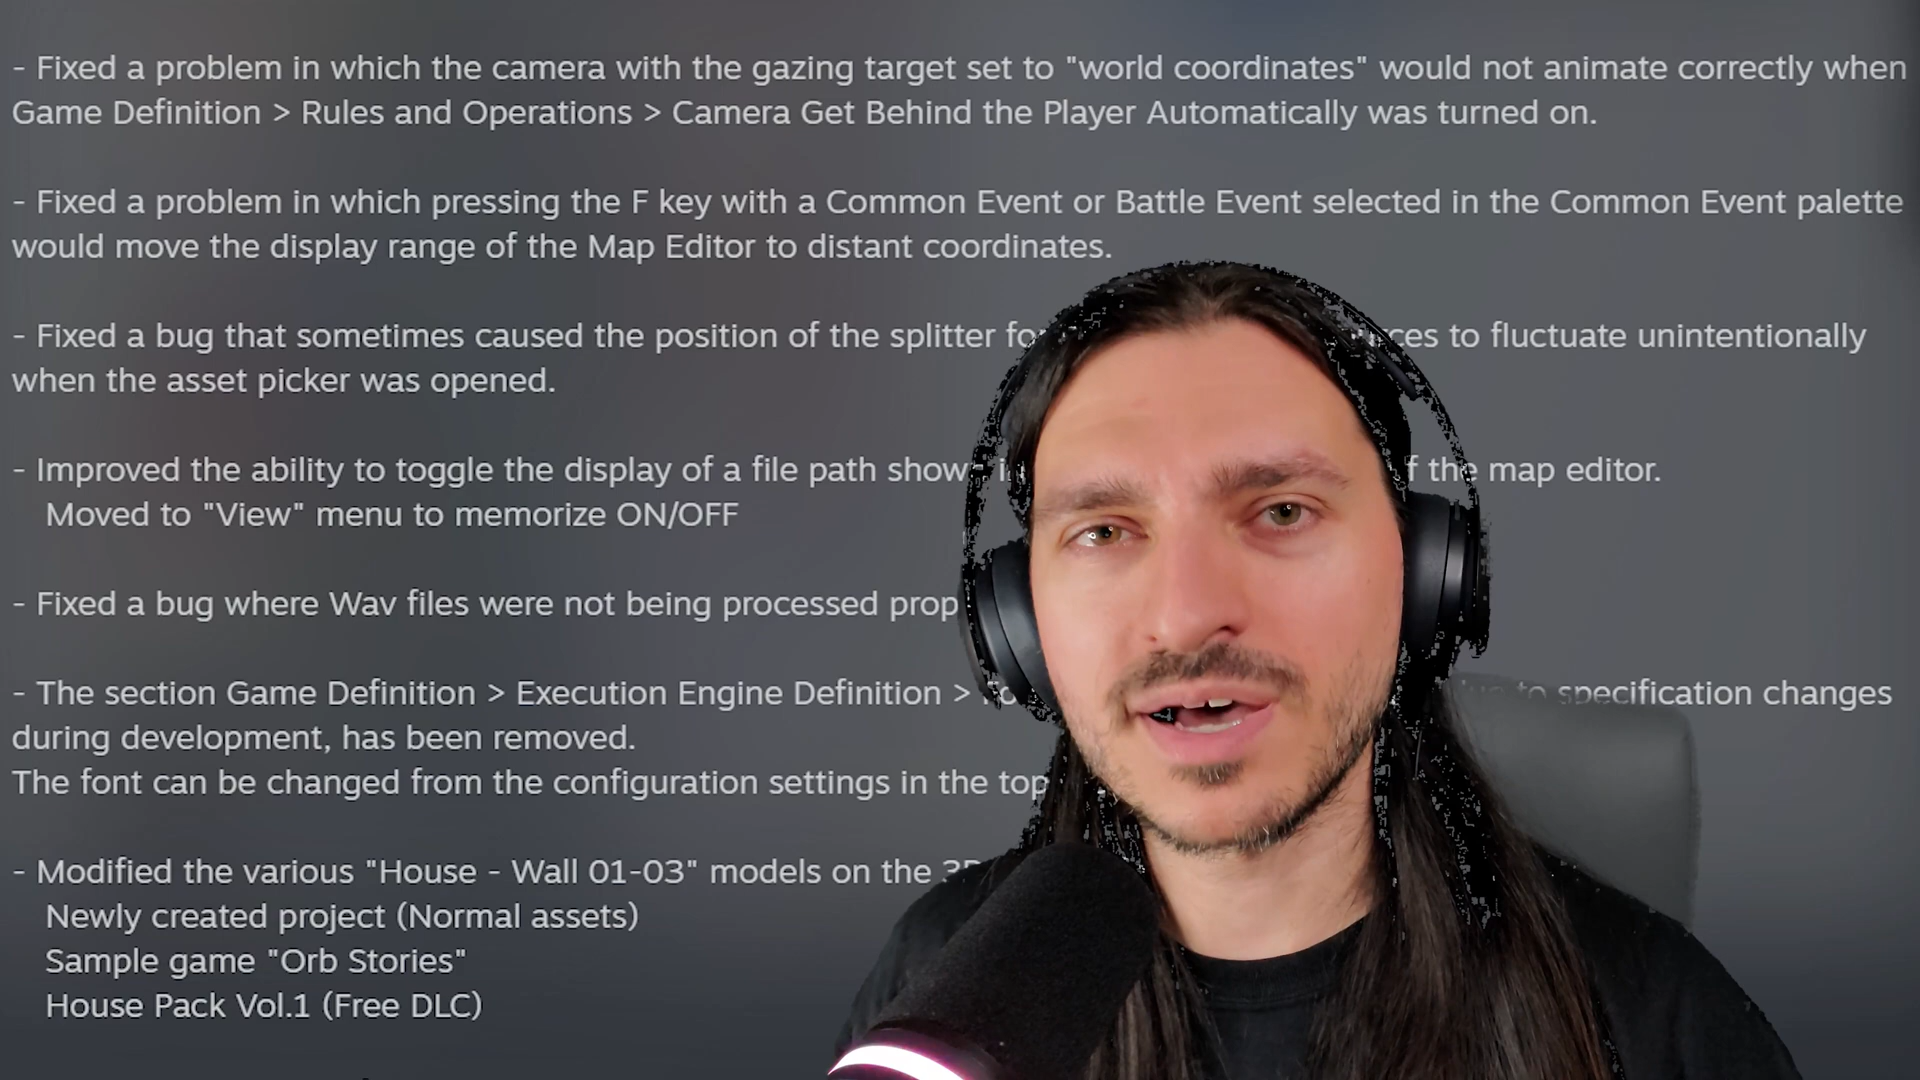 - Fixed a problem in which the camera with the gazing target set to "world coordinates" would not animate correctly when
Game Definition > Rules and Operations > Camera Get Behind the Player Automatically was turned on.
- Fixed a problem in which pressing the F key with a Common Event or Battle Event selected in the Common Event palette
would move the display range of the Map Editor to distant coordinates.
- Fixed a bug that sometimes caused the position of the splitter to fluctuate unintentionally
when the asset picker was opened.
- Improved the ability to toggle the display of a file path the map editor.
Moved to "View" menu to memorize ON/OFF
- Fixed a bug where Wav files were not being processed
- The section Game Definition > Execution Engine Definition > to specification changes
during development, has been removed.
The font can be changed from the configuration settings in the top
- Modified the various "House - Wall 01-03" models on the
Newly created project (Normal assets)
Sample game "Orb Stories"
House Pack Vol.1 (Free DLC)